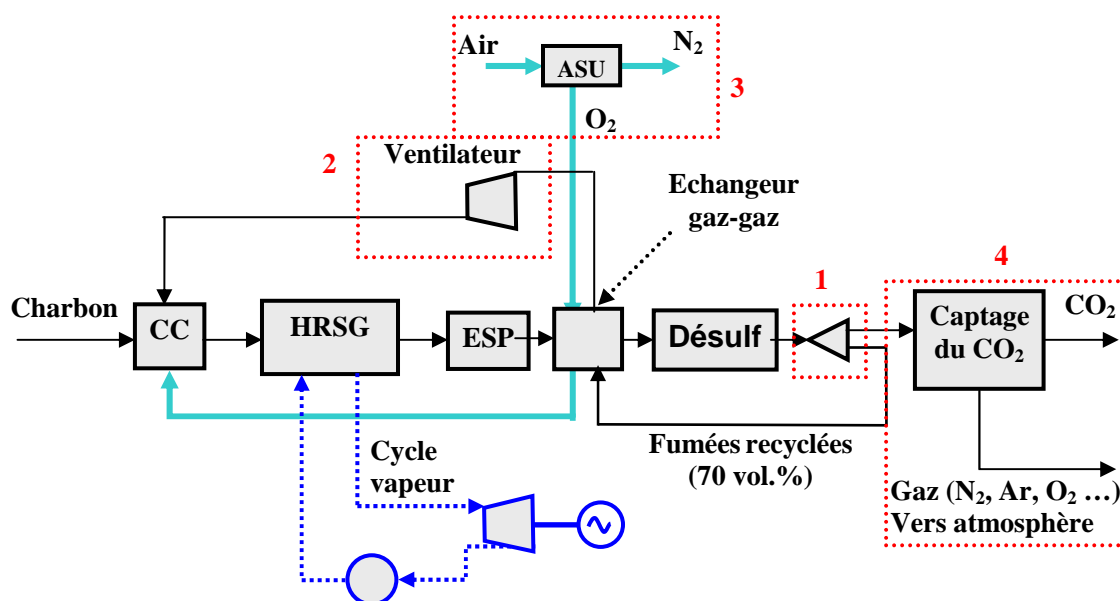 Air
N₂
ASU
3
O₂
2
Ventilateur
Echangeur
gaz-gaz
1
4
Charbon
CC
HRSG
ESP
Désulf
Captage
du CO₂
CO₂
Fumées recyclées
(70 vol.%)
Cycle
vapeur
Gaz (N₂, Ar, O₂ …)
Vers atmosphère